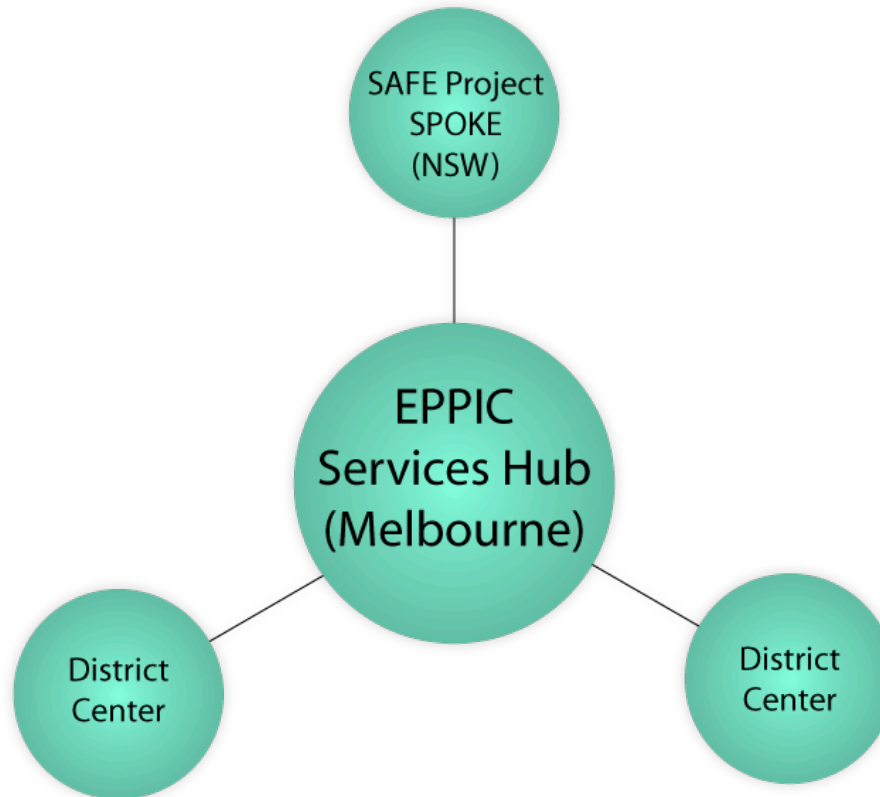 SAFE Project
SPOKE
(NSW)
EPPIC
Services Hub
(Melbourne)
District
Center
District
Center